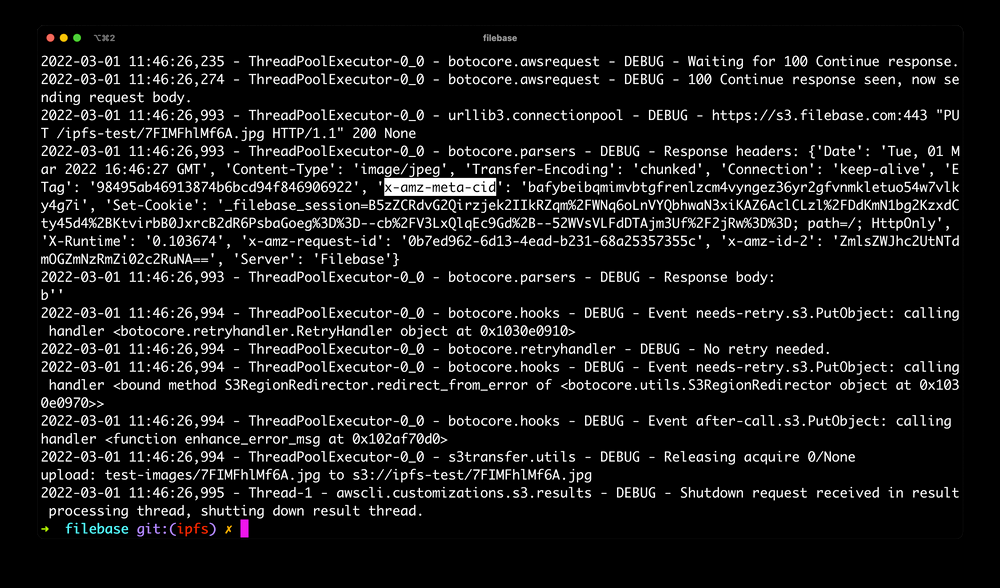 ⌥⌘2
filebase
2022-03-01 11:46:26,235 - ThreadPoolExecutor-0_0 - botocore.awsrequest - DEBUG - Waiting for 100 Continue response.
2022-03-01 11:46:26,274 - ThreadPoolExecutor-0_0 - botocore.awsrequest - DEBUG - 100 Continue response seen, now se
nding request body.
2022-03-01 11:46:26,993 - ThreadPoolExecutor-0_0 - urllib3.connectionpool - DEBUG - https://s3.filebase.com:443 "PU
T /ipfs-test/7FIMFhlMf6A.jpg HTTP/1.1" 200 None
2022-03-01 11:46:26,993 - ThreadPoolExecutor-0_0 - botocore.parsers - DEBUG - Response headers: {'Date': 'Tue, 01 M
ar 2022 16:46:27 GMT', 'Content-Type': 'image/jpeg', 'Transfer-Encoding': 'chunked', 'Connection': 'keep-alive', 'E
Tag': '98495ab46913874b6bcd94f846906922', 'x-amz-meta-cid': 'bafybeibqmimvbtgfrenlzcm4vyngez36yr2gfvnmkletuo54w7vlk
y4g7i', 'Set-Cookie': '_filebase_session=B5zZCRdvG2Qirzjek2IIkRZqm%2FWNq6oLnVYQbhwaN3xiKAZ6AclCLzl%2FDdKmN1bg2KzxdC
ty45d4%2BKtvirbB0JxrcB2dR6PsbaGoeg%3D%3D--cb%2FV3LxQlqEc9Gd%2B--52WVsVLFdDTAjm3Uf%2F2jRw%3D%3D; path=/; HttpOnly',
'X-Runtime': '0.103674', 'x-amz-request-id': '0b7ed962-6d13-4ead-b231-68a25357355c', 'x-amz-id-2': 'ZmlsZWJhc2UtNTd
mOGZmNzRmZi02c2RuNA==', 'Server': 'Filebase'}
2022-03-01 11:46:26,993 - ThreadPoolExecutor-0_0 - botocore.parsers - DEBUG - Response body:
b''
2022-03-01 11:46:26,994 - ThreadPoolExecutor-0_0 - botocore.hooks - DEBUG - Event needs-retry.s3.PutObject: calling
handler <botocore.retryhandler.RetryHandler object at 0x1030e0910>
2022-03-01 11:46:26,994 - ThreadPoolExecutor-0_0 - botocore.retryhandler - DEBUG - No retry needed.
2022-03-01 11:46:26,994 - ThreadPoolExecutor-0_0 - botocore.hooks - DEBUG - Event needs-retry.s3.PutObject: calling
handler <bound method S3RegionRedirector.redirect_from_error of <botocore.utils.S3RegionRedirector object at 0x103
0e0970>>
2022-03-01 11:46:26,994 - ThreadPoolExecutor-0_0 - botocore.hooks - DEBUG - Event after-call.s3.PutObject: calling
handler <function enhance_error_msg at 0x102af70d0>
2022-03-01 11:46:26,994 - ThreadPoolExecutor-0_0 - s3transfer.utils - DEBUG - Releasing acquire 0/None
upload: test-images/7FIMFhlMf6A.jpg to s3://ipfs-test/7FIMFhlMf6A.jpg
2022-03-01 11:46:26,995 - Thread-1 - awscli.customizations.s3.results - DEBUG - Shutdown request received in result
processing thread, shutting down result thread.
➜ filebase git:(ipfs) ✗